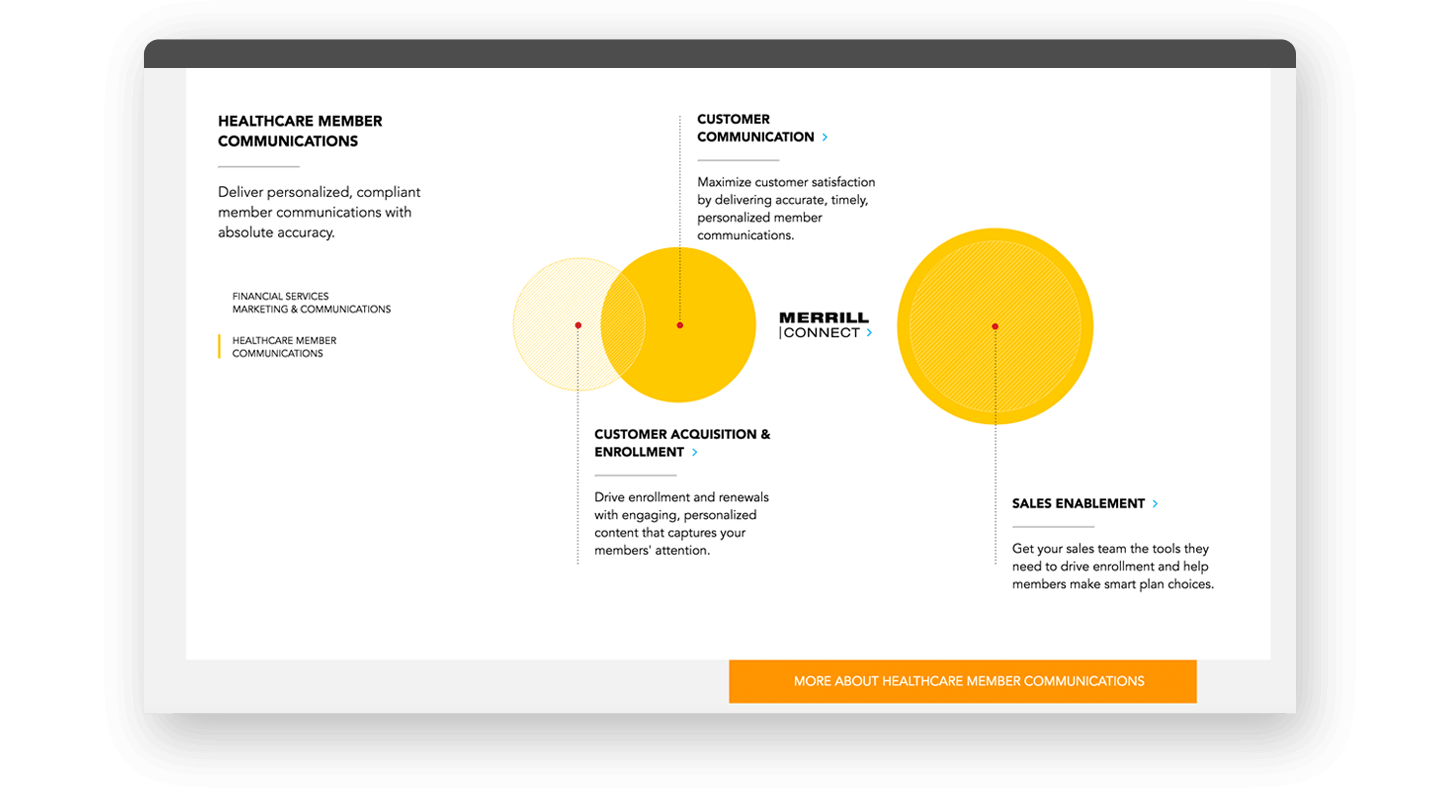 HEALTHCARE MEMBER
COMMUNICATIONS
Deliver personalized, compliant
member communications with
absolute accuracy.
FINANCIAL SERVICES
MARKETING & COMMUNICATIONS
HEALTHCARE MEMBER
COMMUNICATIONS
CUSTOMER
COMMUNICATION >
Maximize customer satisfaction
by delivering accurate, timely,
personalized member
communications.
MERRILL
|CONNECT >
CUSTOMER ACQUISITION &
ENROLLMENT >
Drive enrollment and renewals
with engaging, personalized
content that captures your
members' attention.
SALES ENABLEMENT >
Get your sales team the tools they
need to drive enrollment and help
members make smart plan choices.
MORE ABOUT HEALTHCARE MEMBER COMMUNICATIONS